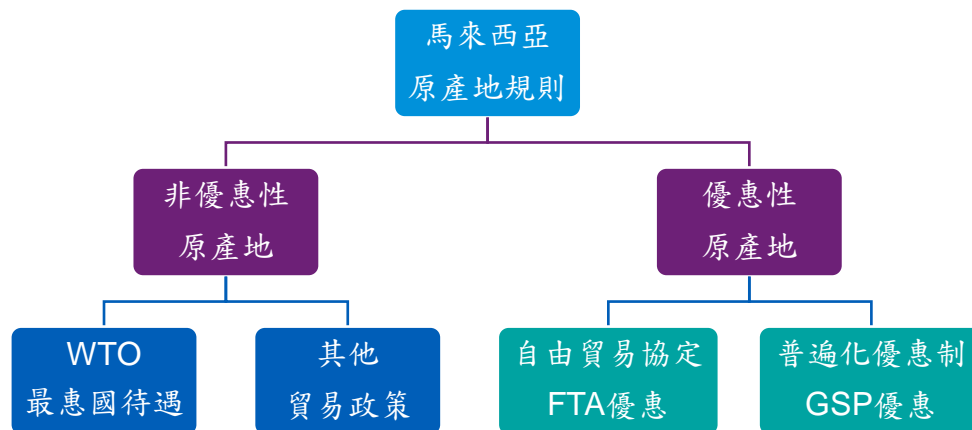 馬來西亞
原產地規則
非優惠性
原產地
優惠性
原產地
WTO
最惠國待遇
其他
貿易政策
自由貿易協定
FTA優惠
普遍化優惠制
GSP優惠